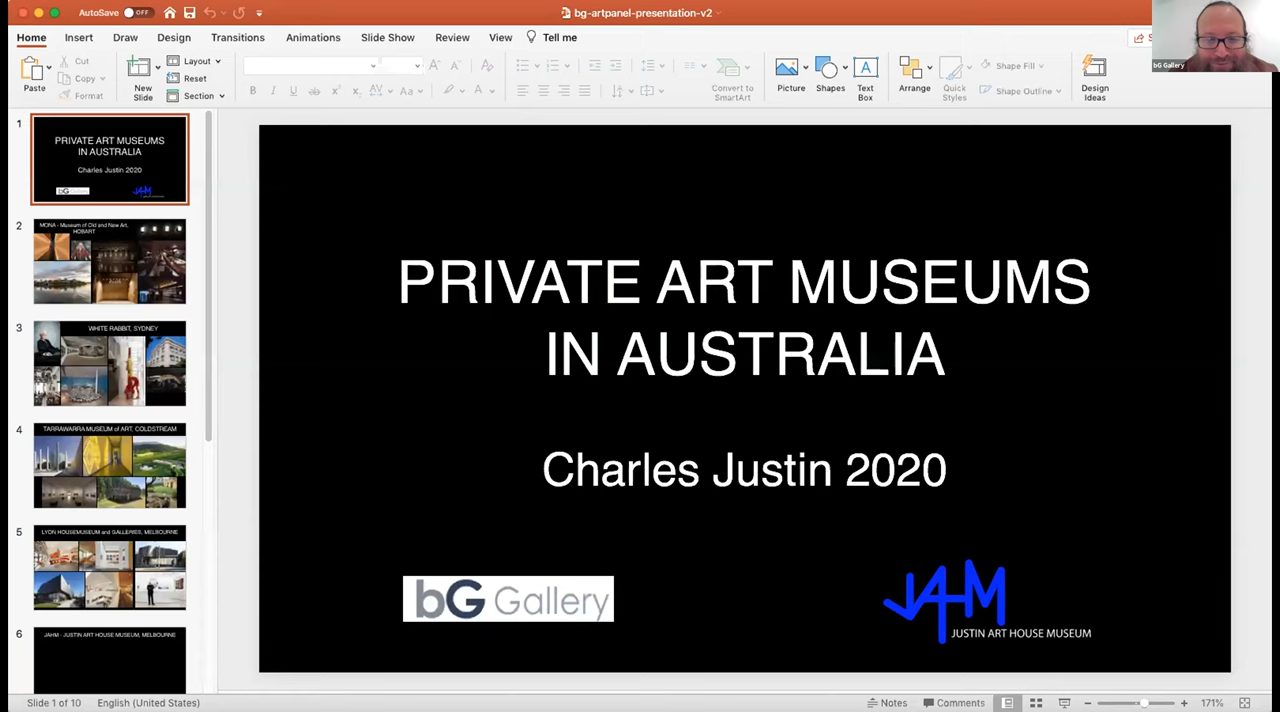 AutoSave OFF
bg-artpanel-presentation-v2
Home Insert Draw Design Transitions Animations Slide Show Review View Tell me
bG Gallery
Paste
Cut
Copy
Format
New
Slide
Layout
Reset
Section
Convert to
SmartArt
Picture
Shapes
Text
Box
Arrange
Quick
Styles
Shape Fill
Shape Outline
Design
Ideas
1
PRIVATE ART MUSEUMS
IN AUSTRALIA
Charles Justin 2020
bG Gallery
JAHM
2
MONA - Museum of Old and New Art,
HOBART
3
WHITE RABBIT, SYDNEY
4
TARRAWARRA MUSEUM of ART, COLDSTREAM
5
LYON HOUSEMUSEUM and GALLERIES, MELBOURNE
6
JAHM - JUSTIN ART HOUSE MUSEUM, MELBOURNE
PRIVATE ART MUSEUMS
IN AUSTRALIA
Charles Justin 2020
bG Gallery
JAHM
JUSTIN ART HOUSE MUSEUM
Slide 1 of 10
English (United States)
Notes
Comments
171%